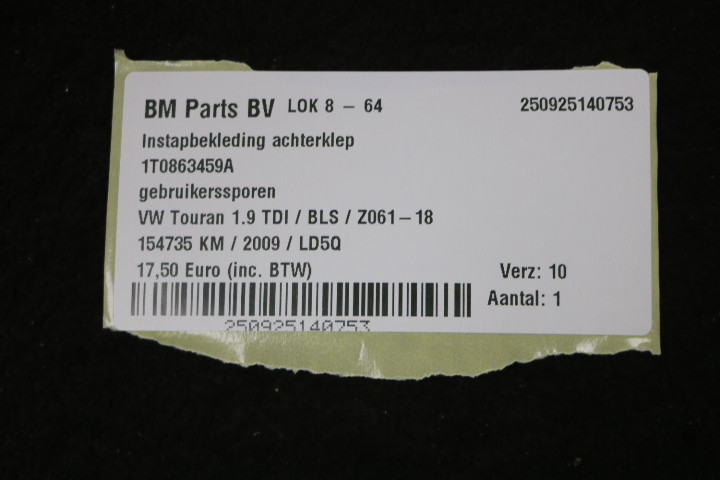 BM Parts BV LOK 8 - 64 250925140753
Instapbekleding achterklep
1T0863459A
gebruikerssporen
VW Touran 1.9 TDI / BLS / Z061-18
154735 KM / 2009 / LD5Q
17,50 Euro (inc. BTW) Verz: 10
Aantal: 1
250925140753